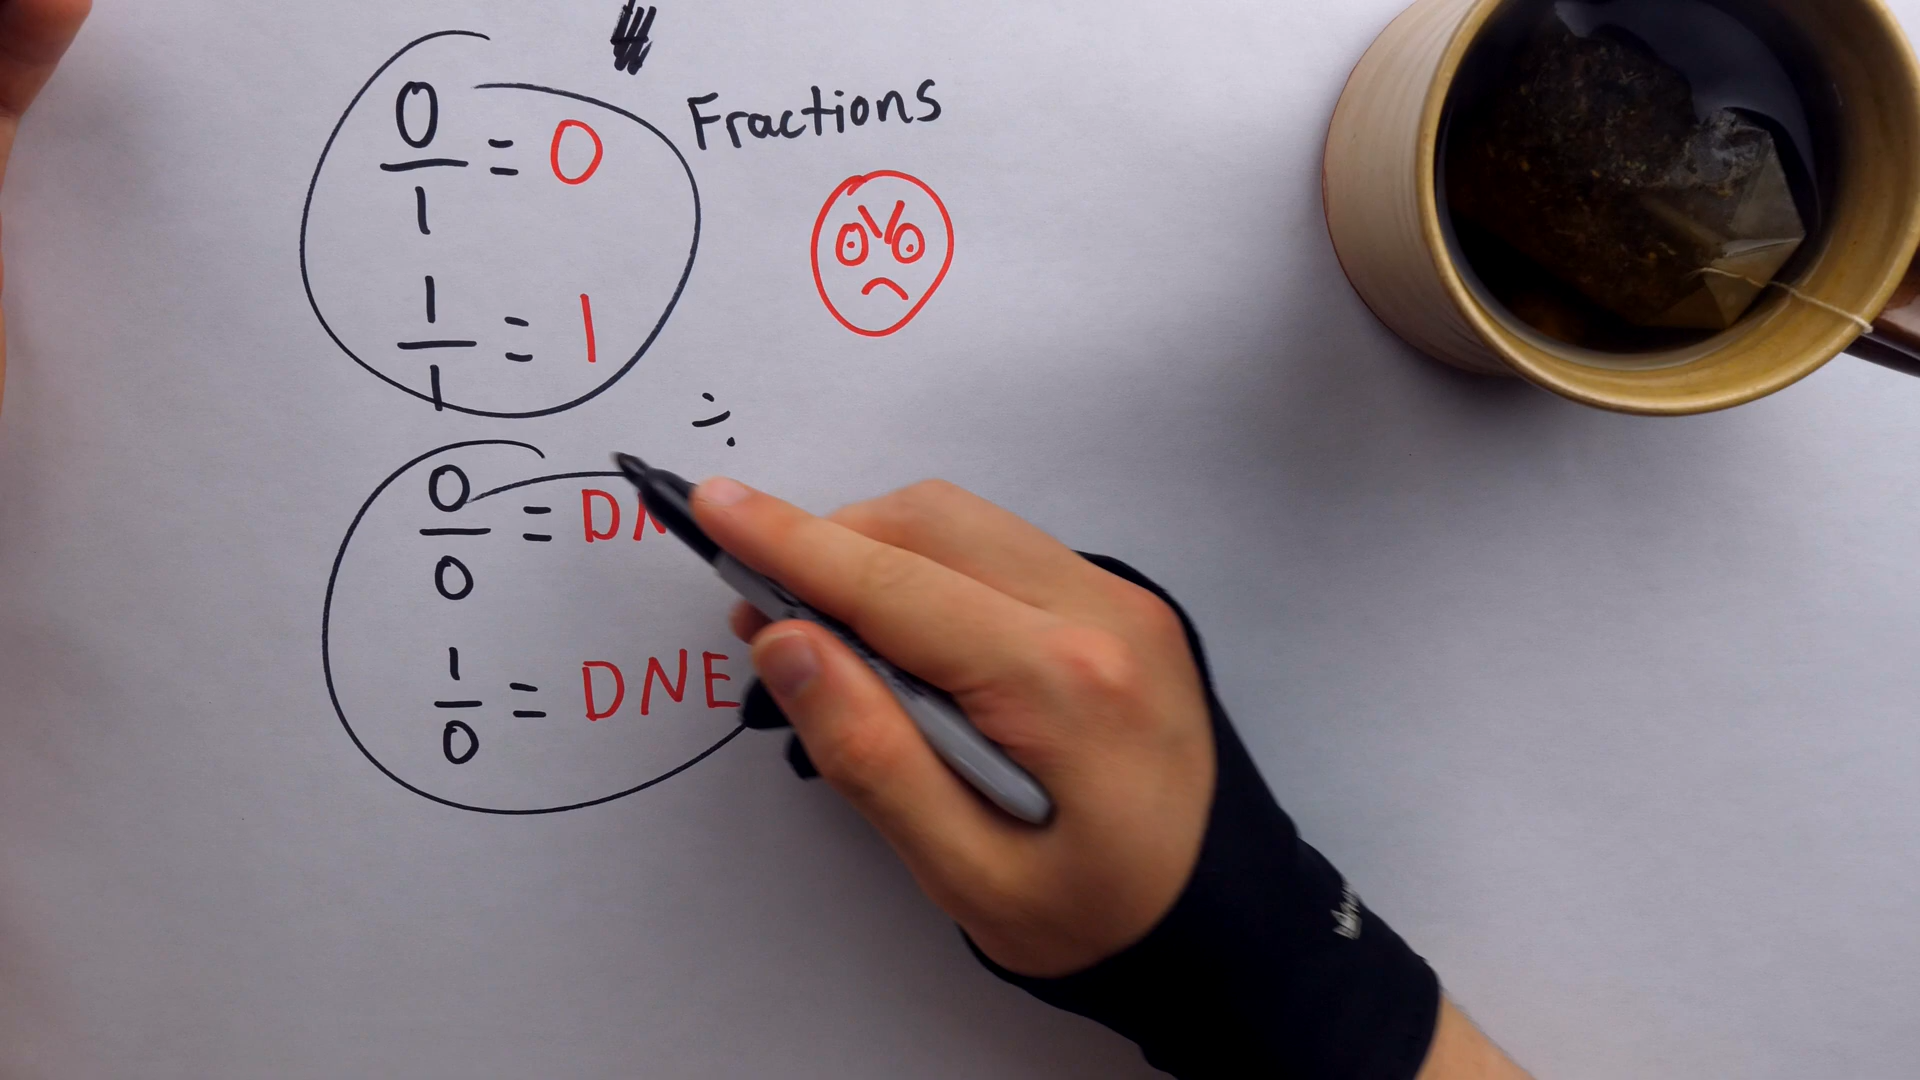 Fractions
0/1 = 0
1/1 = 1
÷
0/0 = DN
1/0 = DNE